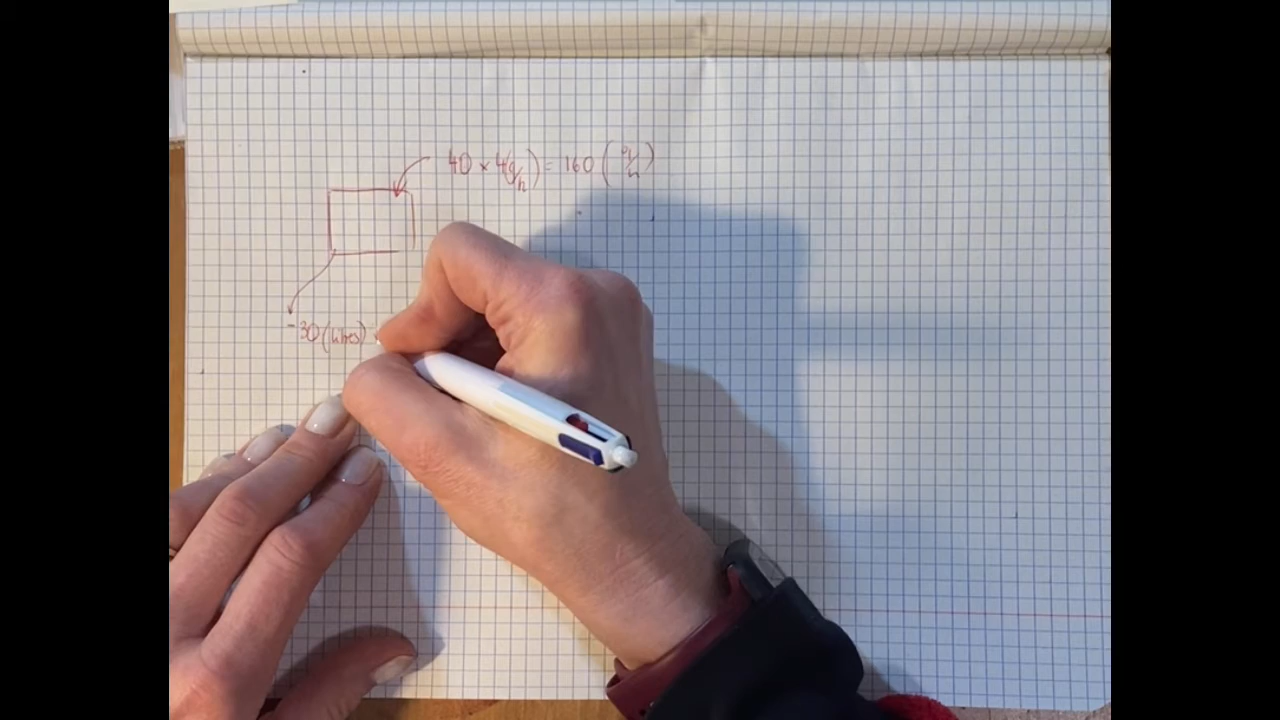 40 × 4(g/h) = 160 (g/h)
-30 (litres)